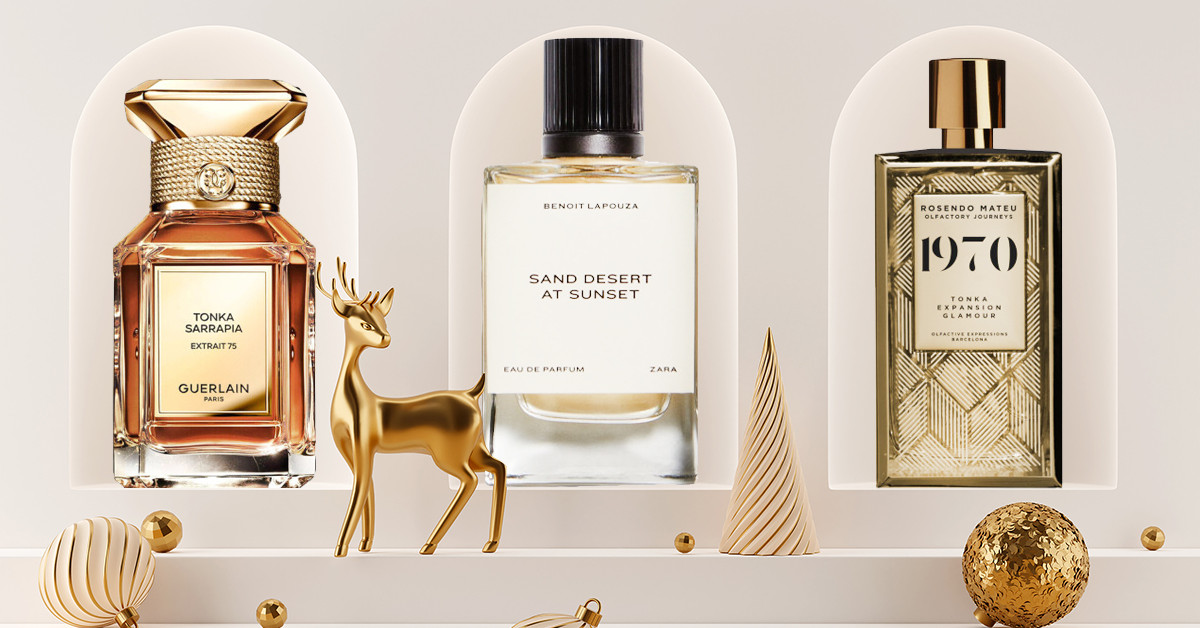 TONKA
SARRAPIA
EXTRAIT 75
GUERLAIN
PARIS
BENOIT LAPOUZA
SAND DESERT
AT SUNSET
EAU DE PARFUM ZARA
ROSENDO MATEU
OLFACTORY JOURNEYS
1970
TONKA
EXPANSION
GLAMOUR
OLFACTIVE EXPRESSIONS
BARCELONA